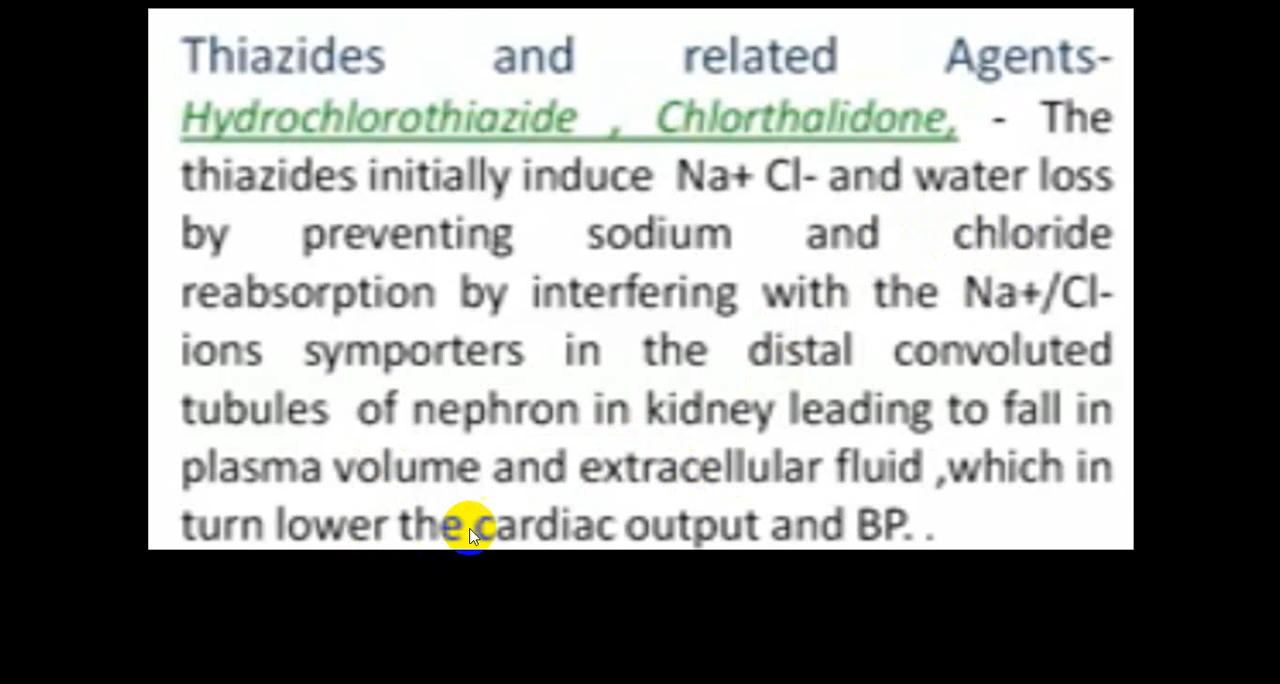 Thiazides and related Agents-
Hydrochlorothiazide , Chlorthalidone, - The
thiazides initially induce Na+ Cl- and water loss
by preventing sodium and chloride
reabsorption by interfering with the Na+/Cl-
ions symporters in the distal convoluted
tubules of nephron in kidney leading to fall in
plasma volume and extracellular fluid ,which in
turn lower the cardiac output and BP. .